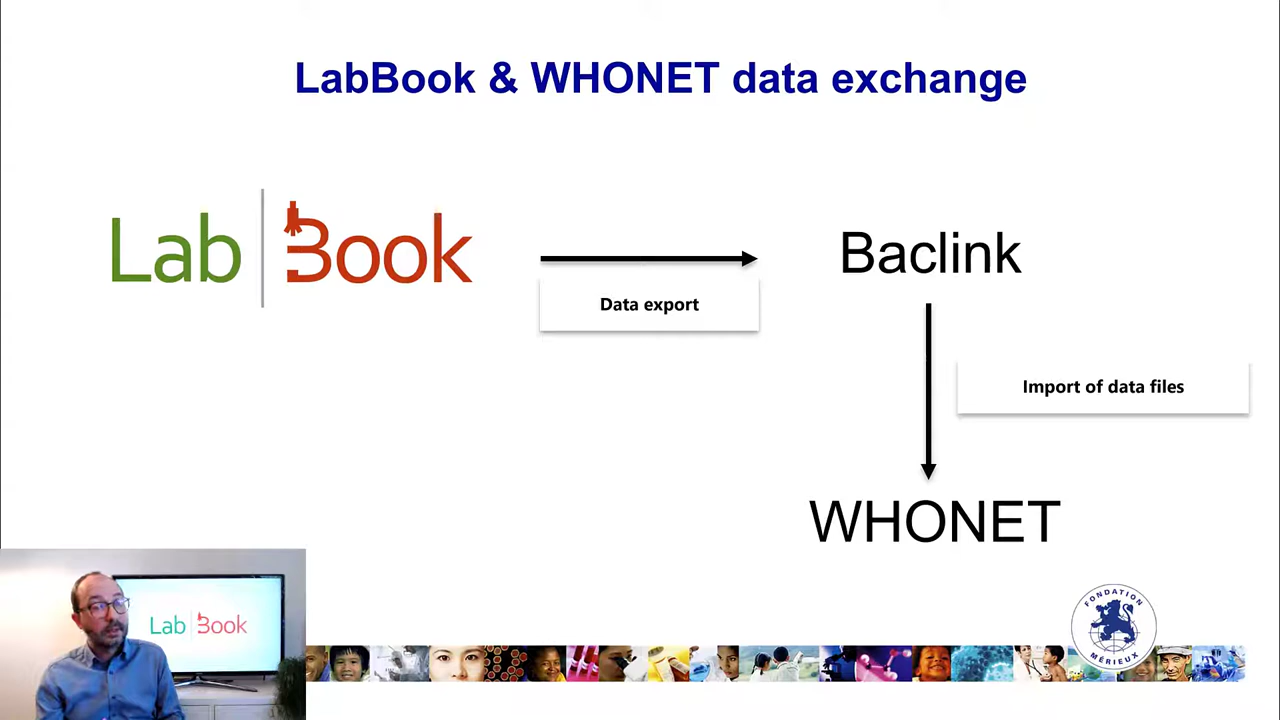 LabBook & WHONET data exchange
Lab Book
Baclink
Data export
Import of data files
WHONET
FONDATION
MÉRIEUX
Lab Book